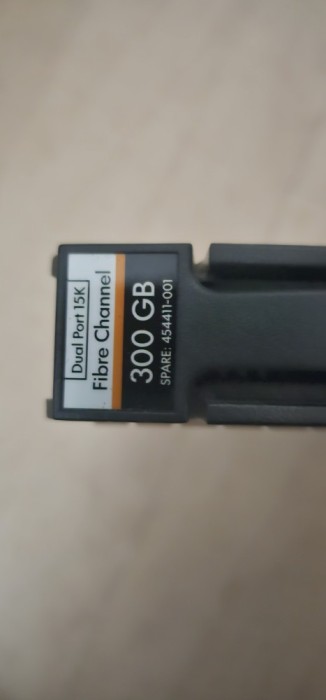 Dual Port 15K
Fibre Channel
300 GB
SPARE: 454411-001